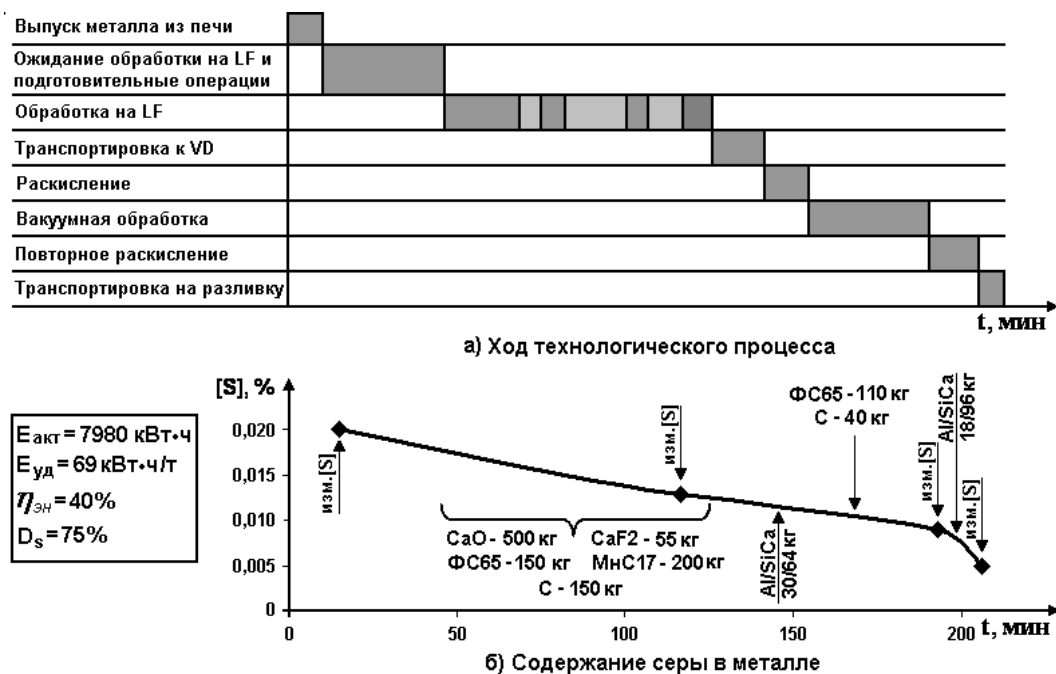 Выпуск металла из печи
Ожидание обработки на LF и
подготовительные операции
Обработка на LF
Транспортировка к VD
Раскисление
Вакуумная обработка
Повторное раскисление
Транспортировка на разливку
t, мин
а) Ход технологического процесса
[S], %
Eакт = 7980 кВт·ч
Eуд = 69 кВт·ч/т
ηэн = 40%
Ds = 75%
0,020
0,015
0,010
0,005
0
изм.[S]
изм.[S]
CaO - 500 кг CaF2 - 55 кг
ФС65 - 150 кг МнС17 - 200 кг
С - 150 кг
Al/SiCa
30/64 кг
ФС65 - 110 кг
С - 40 кг
изм.[S]
Al/SiCa
18/96 кг
изм.[S]
0 50 100 150 200 t, мин
б) Содержание серы в металле